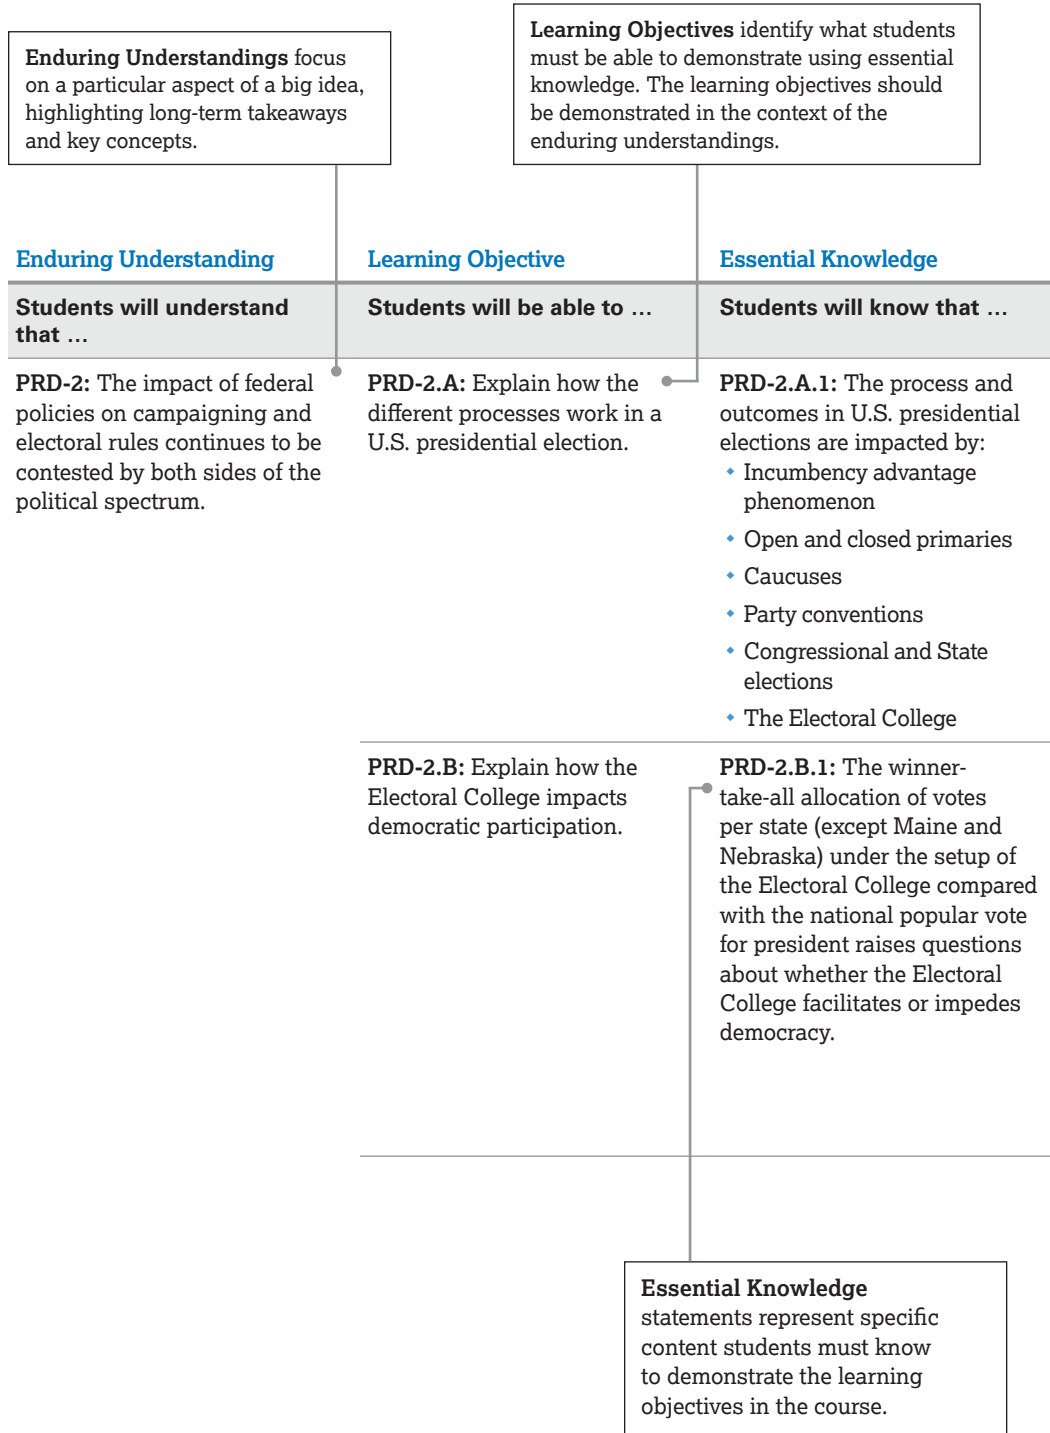 Enduring Understandings focus
on a particular aspect of a big idea,
highlighting long-term takeaways
and key concepts.
Learning Objectives identify what students
must be able to demonstrate using essential
knowledge. The learning objectives should
be demonstrated in the context of the
enduring understandings.
Enduring Understanding
Learning Objective
Essential Knowledge
Students will understand
that …
Students will be able to …
Students will know that …
PRD-2: The impact of federal
policies on campaigning and
electoral rules continues to be
contested by both sides of the
political spectrum.
PRD-2.A: Explain how the
different processes work in a
U.S. presidential election.
PRD-2.A.1: The process and
outcomes in U.S. presidential
elections are impacted by:
Incumbency advantage
phenomenon
Open and closed primaries
Caucuses
Party conventions
Congressional and State
elections
The Electoral College
PRD-2.B: Explain how the
Electoral College impacts
democratic participation.
PRD-2.B.1: The winner-
take-all allocation of votes
per state (except Maine and
Nebraska) under the setup of
the Electoral College compared
with the national popular vote
for president raises questions
about whether the Electoral
College facilitates or impedes
democracy.
Essential Knowledge
statements represent specific
content students must know
to demonstrate the learning
objectives in the course.